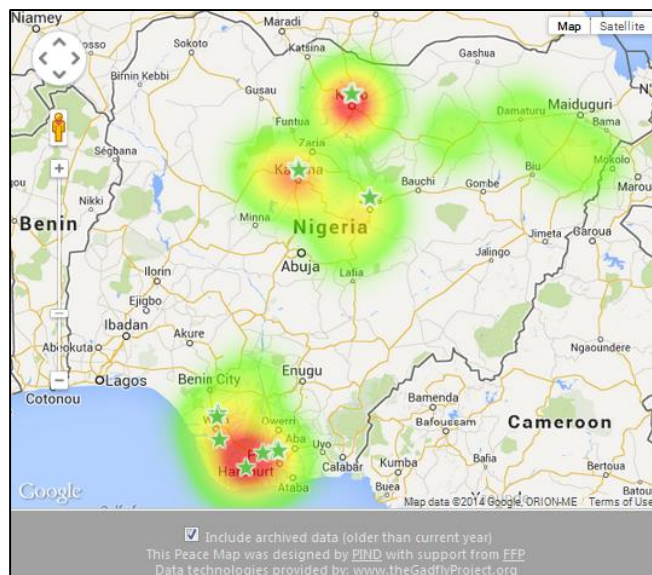 Niamey
Maradi
Map
Satellite
Sokoto
Katsina
Gashua
Birnin Kebbi
Gusau
Damaturu
Maiduguri
Bama
Funtua
Zaria
Ségbana
Mokolo
Biu
Bauchi
Gombe
Nikki
Benin
Minna
Nigeria
Jimeta
Garoua
Abuja
Jalingo
Lafia
Ilorin
Ejigbo
Ibadan
Akure
Ngaoundere
Abeokuta
Lagos
Benin City
Enugu
Cotonou
Bamenda
Owerri
Bafoussam
Cameroon
Aba
Uyo
Calabar
Kumba
Bafia
Bertoua
Harcourt
Buea
Batou
Ataba
Google
Map data ©2014 Google, ORION-ME
Terms of Use
Include archived data (older than current year)
This Peace Map was designed by PIND with support from FFP
Data technologies provided by: www.theGadflyProject.org